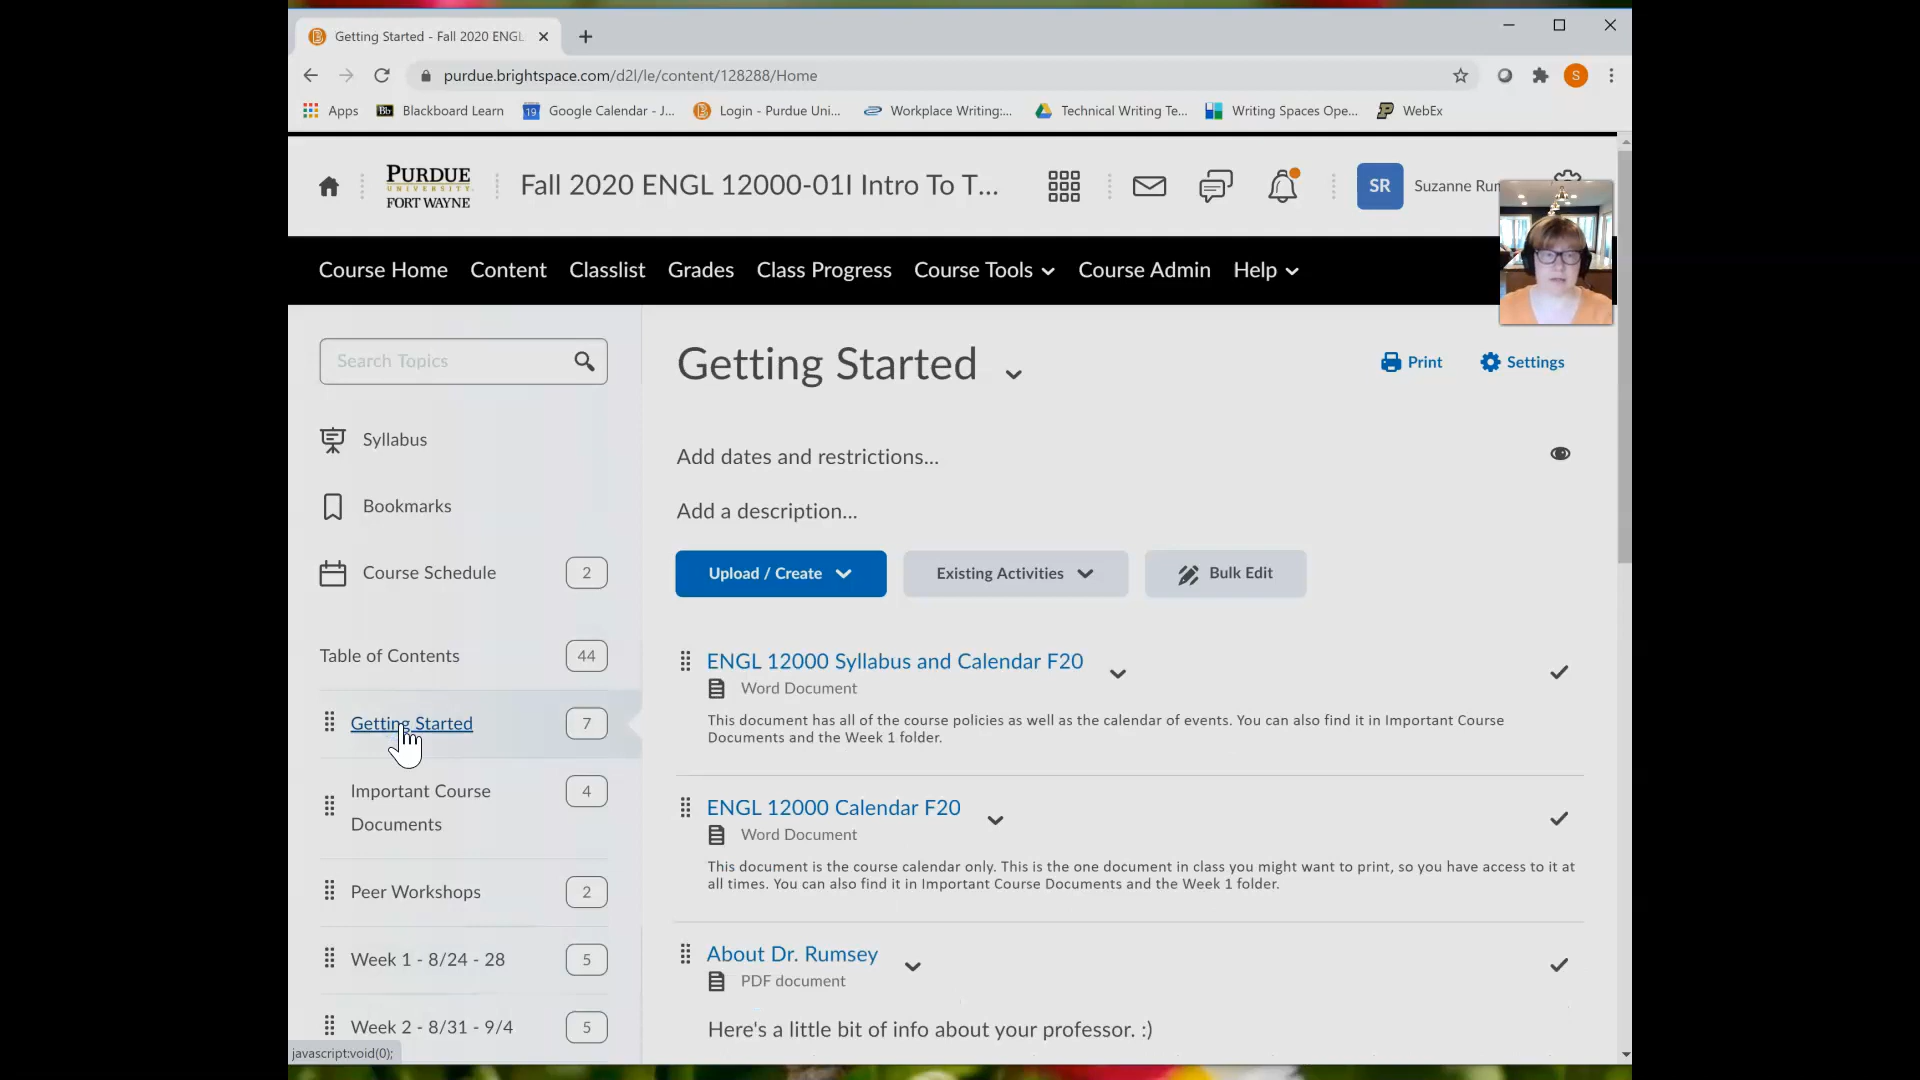 Getting Started - Fall 2020 ENGL
purdue.brightspace.com/d2l/le/content/128288/Home
S
Apps
Bb Blackboard Learn
19 Google Calendar - J...
Login - Purdue Uni...
Workplace Writing:...
Technical Writing Te...
Writing Spaces Ope...
WebEx
PURDUE
UNIVERSITY
FORT WAYNE
Fall 2020 ENGL 12000-01I Intro To T...
SR
Suzanne Rum
Course Home
Content
Classlist
Grades
Class Progress
Course Tools
Course Admin
Help
Search Topics
Syllabus
Bookmarks
Course Schedule 2
Table of Contents 44
Getting Started 7
Important Course 4
Documents
Peer Workshops 2
Week 1 - 8/24 - 28 5
Week 2 - 8/31 - 9/4 5
javascript:void(0);
Getting Started
Print
Settings
Add dates and restrictions...
Add a description...
Upload / Create
Existing Activities
Bulk Edit
ENGL 12000 Syllabus and Calendar F20
Word Document
This document has all of the course policies as well as the calendar of events. You can also find it in Important Course
Documents and the Week 1 folder.
ENGL 12000 Calendar F20
Word Document
This document is the course calendar only. This is the one document in class you might want to print, so you have access to it at
all times. You can also find it in Important Course Documents and the Week 1 folder.
About Dr. Rumsey
PDF document
Here's a little bit of info about your professor. :)